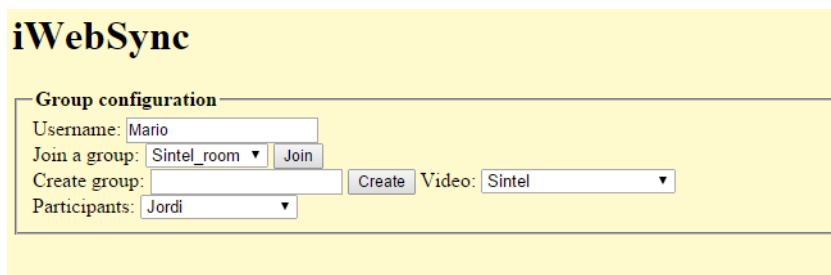 iWebSync
Group configuration
Username: Mario
Join a group: Sintel_room Join
Create group: Create Video: Sintel
Participants: Jordi